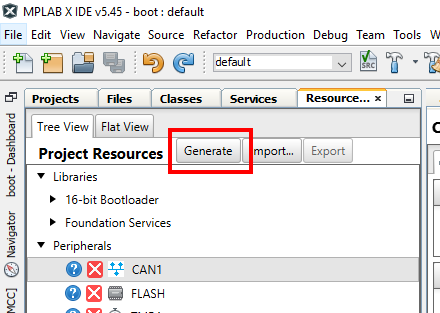 MPLAB X IDE v5.45 - boot : default
File Edit View Navigate Source Refactor Production Debug Team Tools
default
SRC
Projects Files Classes Services Resource... ×
Tree View Flat View
Project Resources Generate Import... Export
Libraries
16-bit Bootloader
Foundation Services
Peripherals
CAN1
FLASH
boot - Dashboard
Navigator
MCC]